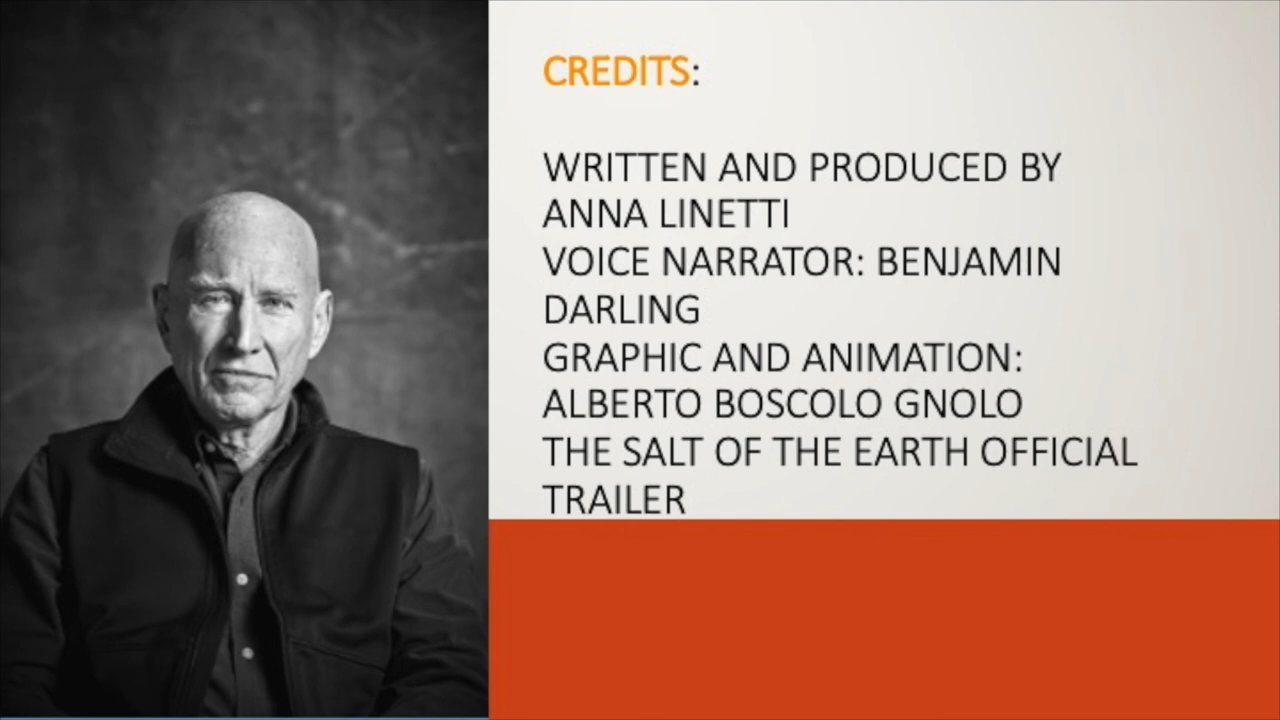 CREDITS:
WRITTEN AND PRODUCED BY
ANNA LINETTI
VOICE NARRATOR: BENJAMIN
DARLING
GRAPHIC AND ANIMATION:
ALBERTO BOSCOLO GNOLO
THE SALT OF THE EARTH OFFICIAL
TRAILER